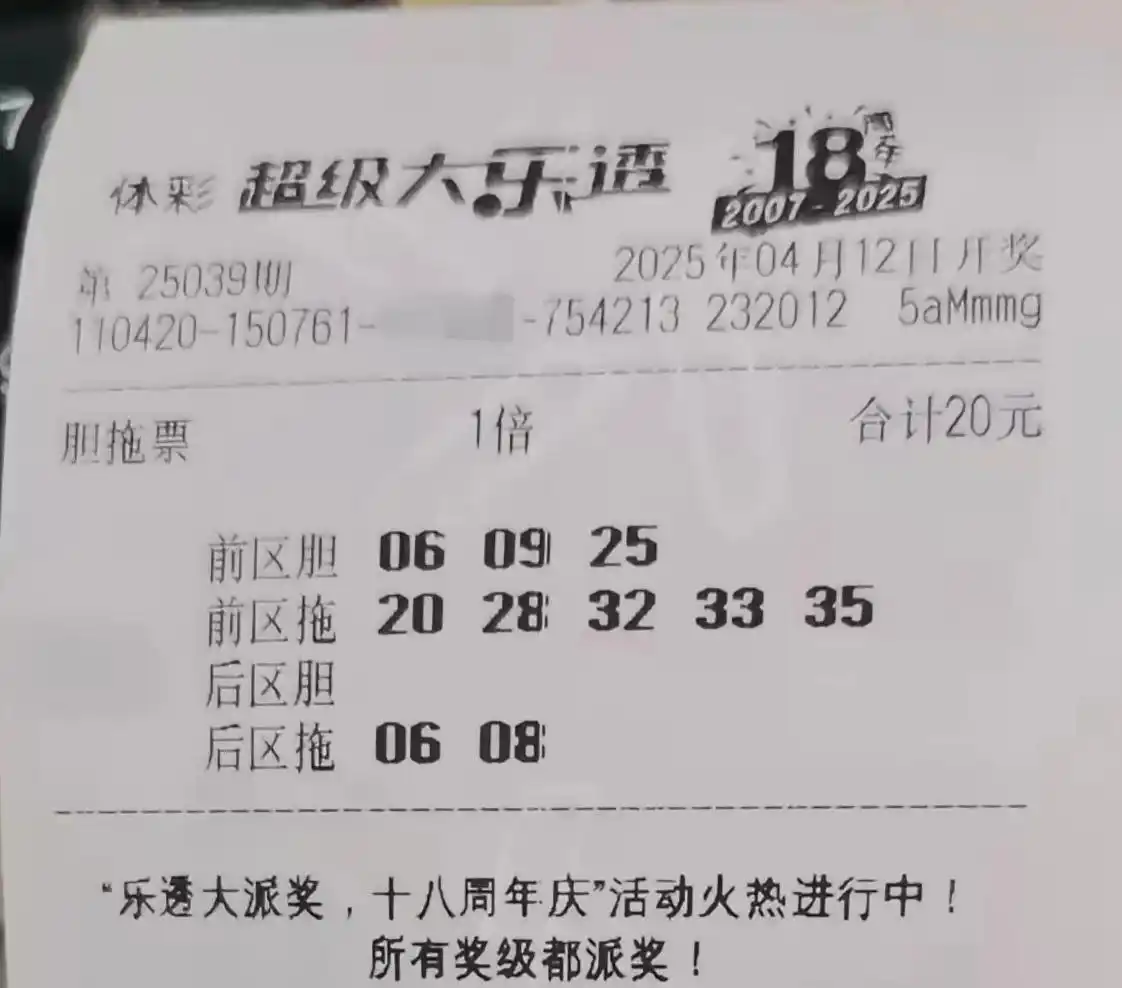 体彩 超级大乐透 18周年
2007-2025
第 25039期 2025年04月12日开奖
110420-150761- -754213 232012 5aMmmg
胆拖票 1倍 合计20元
前区胆 06 09 25
前区拖 20 28 32 33 35
后区胆
后区拖 06 08
“乐透大派奖，十八周年庆”活动火热进行中！
所有奖级都派奖！